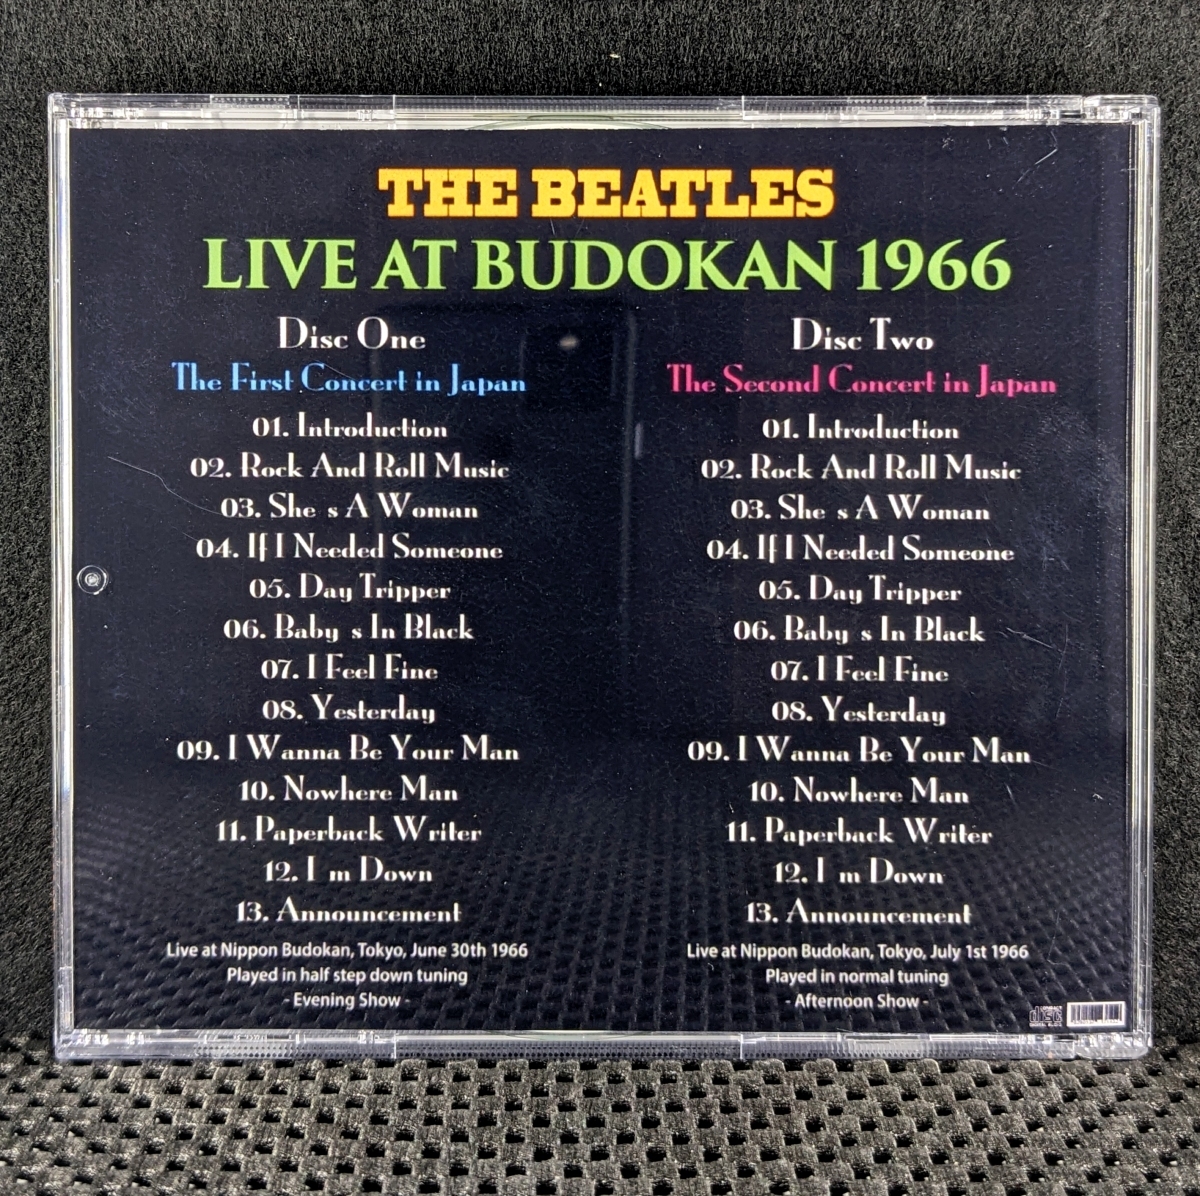 THE BEATLES
LIVE AT BUDOKAN 1966
Disc One
The First Concert in Japan
01. Introduction
02. Rock And Roll Music
03. She s A Woman
04. If I Needed Someone
05. Day Tripper
06. Baby s In Black
07. I Feel Fine
08. Yesterday
09. I Wanna Be Your Man
10. Nowhere Man
11. Paperback Writer
12. I m Down
13. Announcement
Live at Nippon Budokan, Tokyo, June 30th 1966
Played in half step down tuning
- Evening Show -
Disc Two
The Second Concert in Japan
01. Introduction
02. Rock And Roll Music
03. She s A Woman
04. If I Needed Someone
05. Day Tripper
06. Baby s In Black
07. I Feel Fine
08. Yesterday
09. I Wanna Be Your Man
10. Nowhere Man
11. Paperback Writer
12. I m Down
13. Announcement
Live at Nippon Budokan, Tokyo, July 1st 1966
Played in normal tuning
- Afternoon Show -